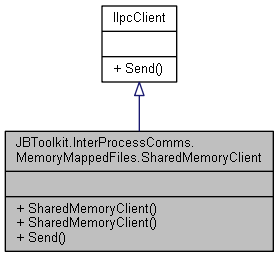 IIpcClient
+ Send()
JBToolkit.InterProcessComms.
MemoryMappedFiles.SharedMemoryClient
+ SharedMemoryClient()
+ SharedMemoryClient()
+ Send()